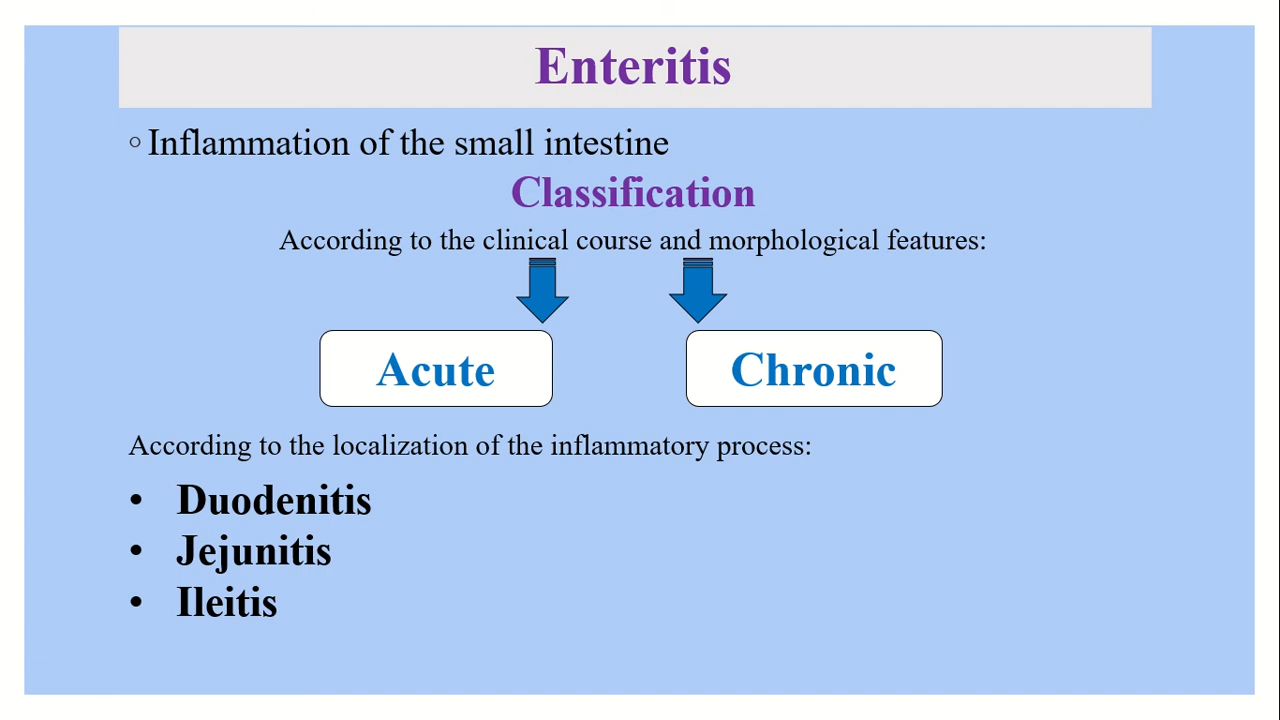 Enteritis
◦ Inflammation of the small intestine
Classification
According to the clinical course and morphological features:
Acute
Chronic
According to the localization of the inflammatory process:
• Duodenitis
• Jejunitis
• Ileitis